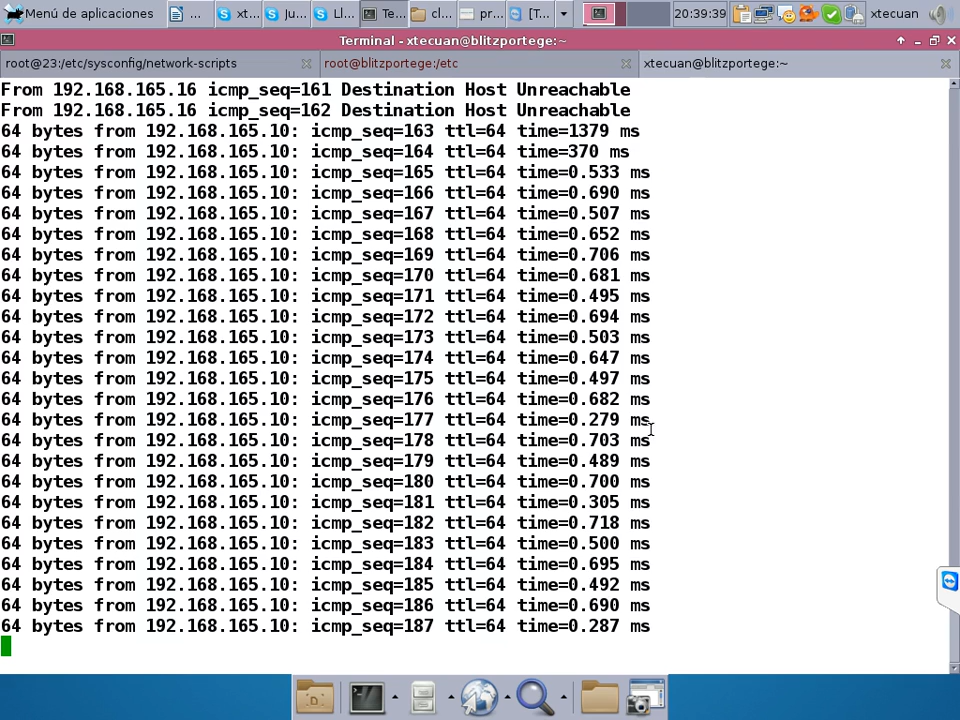 Menú de aplicaciones
...
xt...
Ju...
Ll...
Te...
cl...
pr...
[T...
20:39:39
xtecuan
Terminal - xtecuan@blitzportege:~
root@23:/etc/sysconfig/network-scripts
root@blitzportege:/etc
xtecuan@blitzportege:~
From 192.168.165.16 icmp_seq=161 Destination Host Unreachable
From 192.168.165.16 icmp_seq=162 Destination Host Unreachable
64 bytes from 192.168.165.10: icmp_seq=163 ttl=64 time=1379 ms
64 bytes from 192.168.165.10: icmp_seq=164 ttl=64 time=370 ms
64 bytes from 192.168.165.10: icmp_seq=165 ttl=64 time=0.533 ms
64 bytes from 192.168.165.10: icmp_seq=166 ttl=64 time=0.690 ms
64 bytes from 192.168.165.10: icmp_seq=167 ttl=64 time=0.507 ms
64 bytes from 192.168.165.10: icmp_seq=168 ttl=64 time=0.652 ms
64 bytes from 192.168.165.10: icmp_seq=169 ttl=64 time=0.706 ms
64 bytes from 192.168.165.10: icmp_seq=170 ttl=64 time=0.681 ms
64 bytes from 192.168.165.10: icmp_seq=171 ttl=64 time=0.495 ms
64 bytes from 192.168.165.10: icmp_seq=172 ttl=64 time=0.694 ms
64 bytes from 192.168.165.10: icmp_seq=173 ttl=64 time=0.503 ms
64 bytes from 192.168.165.10: icmp_seq=174 ttl=64 time=0.647 ms
64 bytes from 192.168.165.10: icmp_seq=175 ttl=64 time=0.497 ms
64 bytes from 192.168.165.10: icmp_seq=176 ttl=64 time=0.682 ms
64 bytes from 192.168.165.10: icmp_seq=177 ttl=64 time=0.279 ms
64 bytes from 192.168.165.10: icmp_seq=178 ttl=64 time=0.703 ms
64 bytes from 192.168.165.10: icmp_seq=179 ttl=64 time=0.489 ms
64 bytes from 192.168.165.10: icmp_seq=180 ttl=64 time=0.700 ms
64 bytes from 192.168.165.10: icmp_seq=181 ttl=64 time=0.305 ms
64 bytes from 192.168.165.10: icmp_seq=182 ttl=64 time=0.718 ms
64 bytes from 192.168.165.10: icmp_seq=183 ttl=64 time=0.500 ms
64 bytes from 192.168.165.10: icmp_seq=184 ttl=64 time=0.695 ms
64 bytes from 192.168.165.10: icmp_seq=185 ttl=64 time=0.492 ms
64 bytes from 192.168.165.10: icmp_seq=186 ttl=64 time=0.690 ms
64 bytes from 192.168.165.10: icmp_seq=187 ttl=64 time=0.287 ms